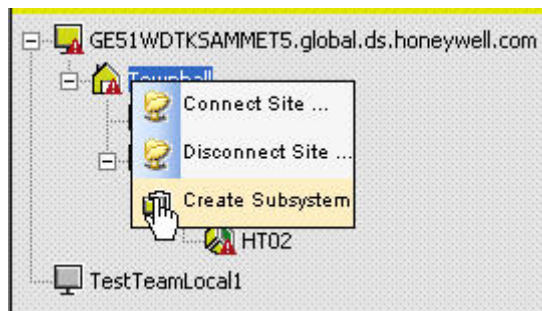 GE51WDTKSAMMET5.global.ds.honeywell.com
Townhall
Connect Site ...
Disconnect Site ...
Create Subsystem
HT02
TestTeamLocal1